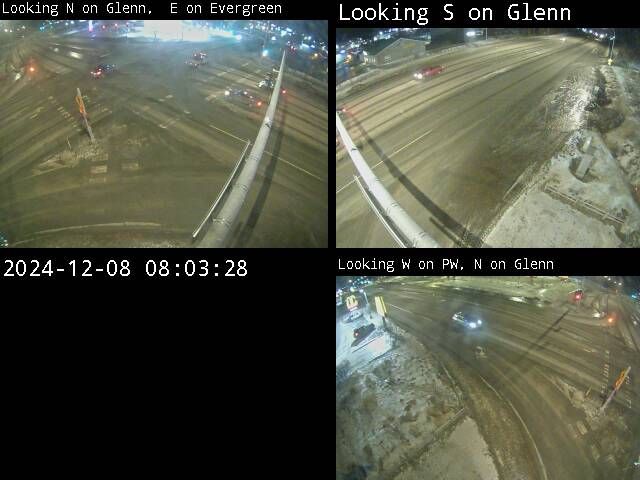 Looking N on Glenn,  E on Evergreen
Looking S on Glenn
2024-12-08 08:03:28
Looking W on PW, N on Glenn